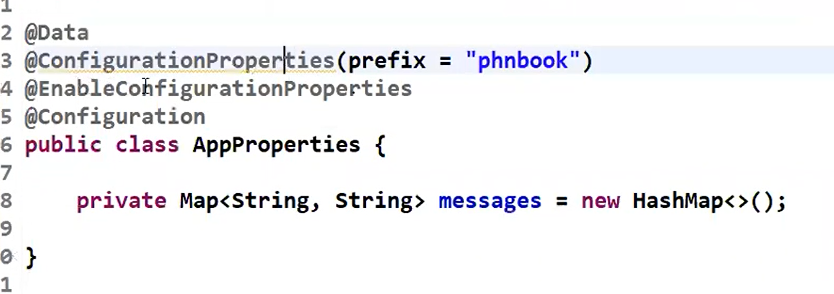 1
2 @Data
3 @ConfigurationProperties(prefix = "phnbook")
4 @EnableConfigurationProperties
5 @Configuration
6 public class AppProperties {
7
8 private Map<String, String> messages = new HashMap<>();
9
0 }
1